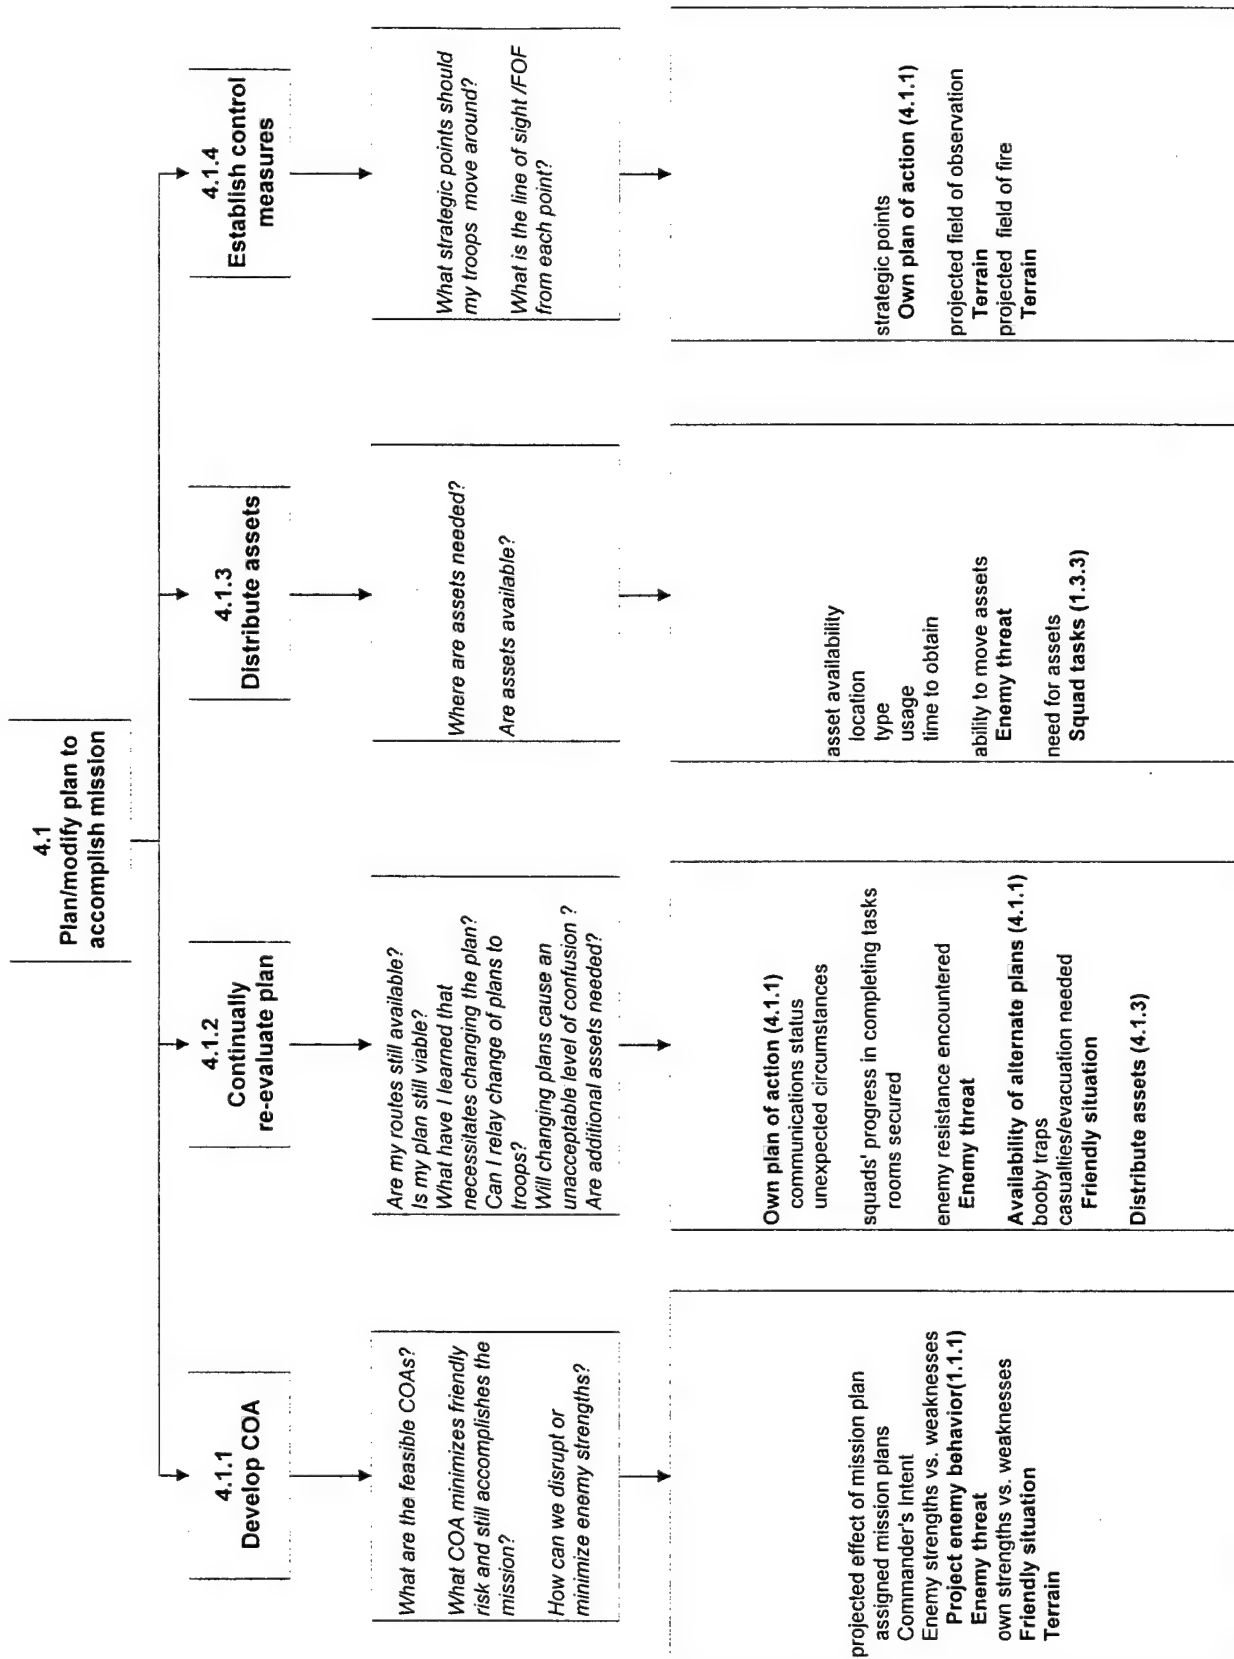 4.1
Plan/modify plan to
accomplish mission
4.1.1
Develop COA
What are the feasible COAs?
What COA minimizes friendly
risk and still accomplishes the
mission?
How can we disrupt or
minimize enemy strengths?
projected effect of mission plan
assigned mission plans
Commander's Intent
Enemy strengths vs. weaknesses
Project enemy behavior(1.1.1)
Enemy threat
own strengths vs. weaknesses
Friendly situation
Terrain
4.1.2
Continually
re-evaluate plan
Are my routes still available?
Is my plan still viable?
What have I learned that
necessitates changing the plan?
Can I relay change of plans to
troops?
Will changing plans cause an
unacceptable level of confusion ?
Are additional assets needed?
Own plan of action (4.1.1)
communications status
unexpected circumstances
squads' progress in completing tasks
rooms secured
enemy resistance encountered
Enemy threat
Availability of alternate plans (4.1.1)
booby traps
casualties/evacuation needed
Friendly situation
Distribute assets (4.1.3)
4.1.3
Distribute assets
Where are assets needed?
Are assets available?
asset availability
location
type
usage
time to obtain
ability to move assets
Enemy threat
need for assets
Squad tasks (1.3.3)
4.1.4
Establish control
measures
What strategic points should
my troops move around?
What is the line of sight /FOF
from each point?
strategic points
Own plan of action (4.1.1)
projected field of observation
Terrain
projected field of fire
Terrain